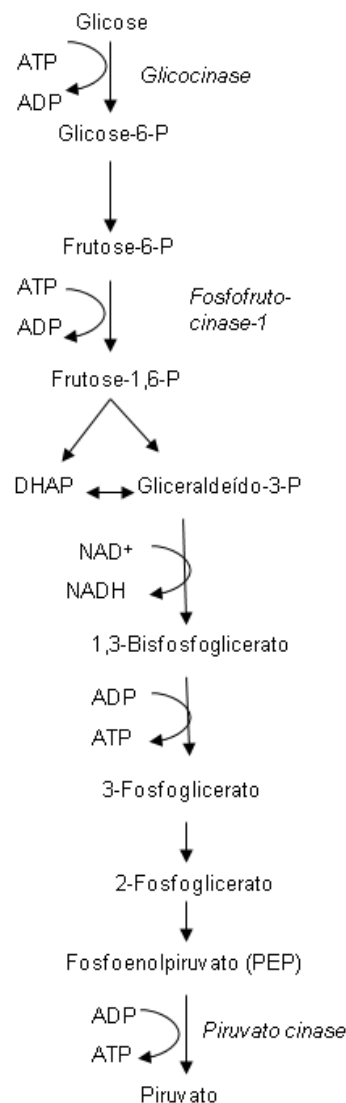 Glicose
ATP
Glicocinase
ADP
Glicose-6-P
Frutose-6-P
ATP
Fosfofruto-
ADP
cinase-1
Frutose-1,6-P
DHAP
Gliceraldeído-3-P
NAD+
NADH
1,3-Bisfosfoglicerato
ADP
ATP
3-Fosfoglicerato
2-Fosfoglicerato
Fosfoenolpiruvato (PEP)
ADP
Piruvato cinase
ATP
Piruvato